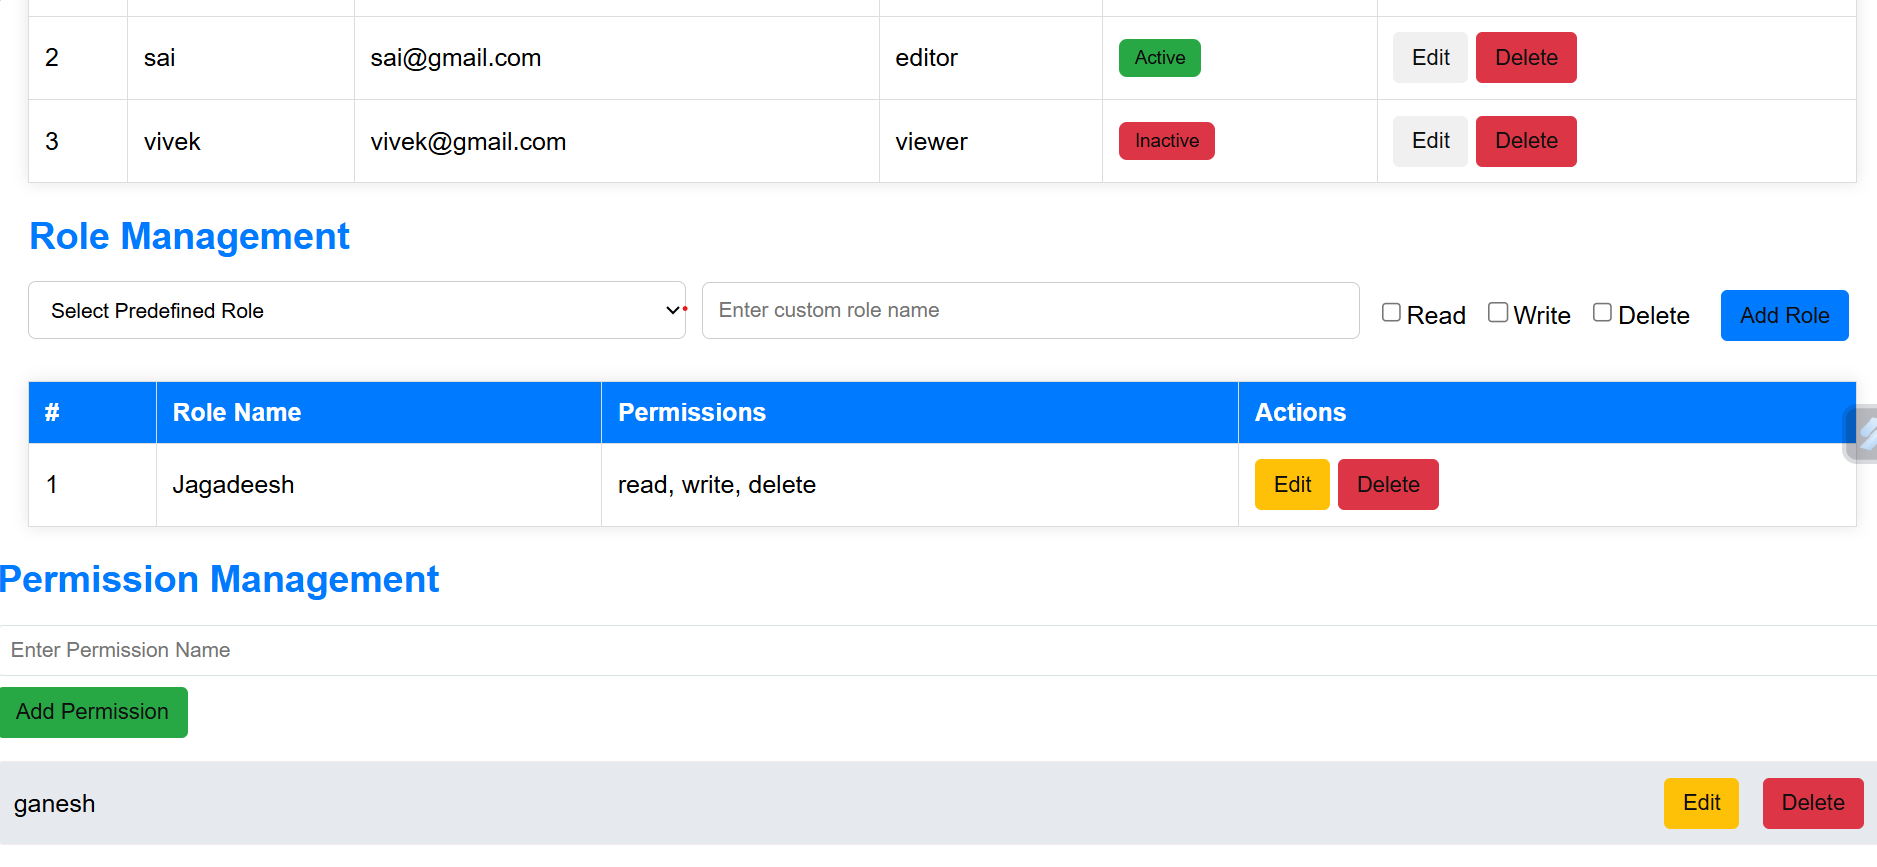 2 sai sai@gmail.com editor Active Edit Delete
3 vivek vivek@gmail.com viewer Inactive Edit Delete
Role Management
Select Predefined Role Enter custom role name Read Write Delete Add Role
# Role Name Permissions Actions
1 Jagadeesh read, write, delete Edit Delete
Permission Management
Enter Permission Name
Add Permission
ganesh Edit Delete